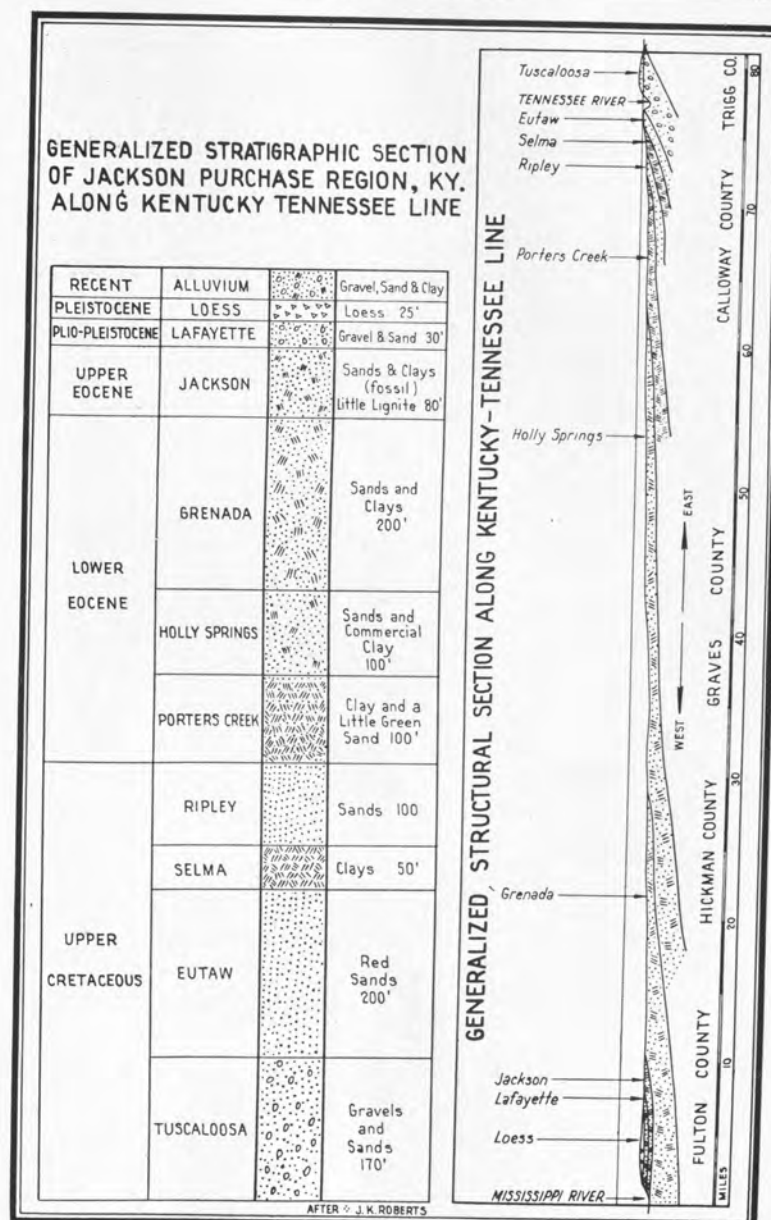 GENERALIZED STRATIGRAPHIC SECTION
OF JACKSON PURCHASE REGION, KY.
ALONG KENTUCKY TENNESSEE LINE
RECENT
ALLUVIUM
Gravel, Sand & Clay
PLEISTOCENE
LOESS
Loess 25'
PLIO-PLEISTOCENE
LAFAYETTE
Gravel & Sand 30'
UPPER
EOCENE
JACKSON
Sands & Clays
(fossil)
Little Lignite 80'
LOWER
EOCENE
GRENADA
Sands and
Clays
200'
HOLLY SPRINGS
Sands and
Commercial
Clay
100'
PORTERS CREEK
Clay and a
Little Green
Sand 100'
UPPER
CRETACEOUS
RIPLEY
Sands 100
SELMA
Clays 50'
EUTAW
Red
Sands
200'
TUSCALOOSA
Gravels
and
Sands
170'
AFTER J. K. ROBERTS
GENERALIZED STRUCTURAL SECTION ALONG KENTUCKY-TENNESSEE LINE
Tuscaloosa
TENNESSEE RIVER
Eutaw
Selma
Ripley
Porters Creek
Holly Springs
Grenada
Jackson
Lafayette
Loess
MISSISSIPPI RIVER
EAST
WEST
TRIGG CO.
CALLOWAY COUNTY
GRAVES COUNTY
HICKMAN COUNTY
FULTON COUNTY
80
70
60
50
40
30
20
10
MILES